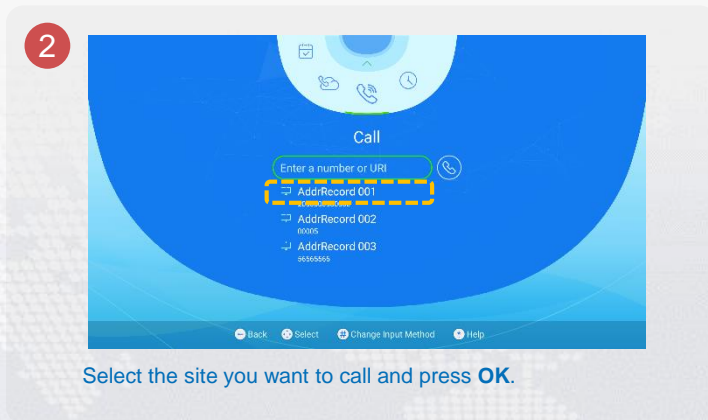 2
Call
Enter a number or URI
AddrRecord 001
AddrRecord 002
00005
AddrRecord 003
56565565
Back Select # Change Input Method * Help
Select the site you want to call and press OK.